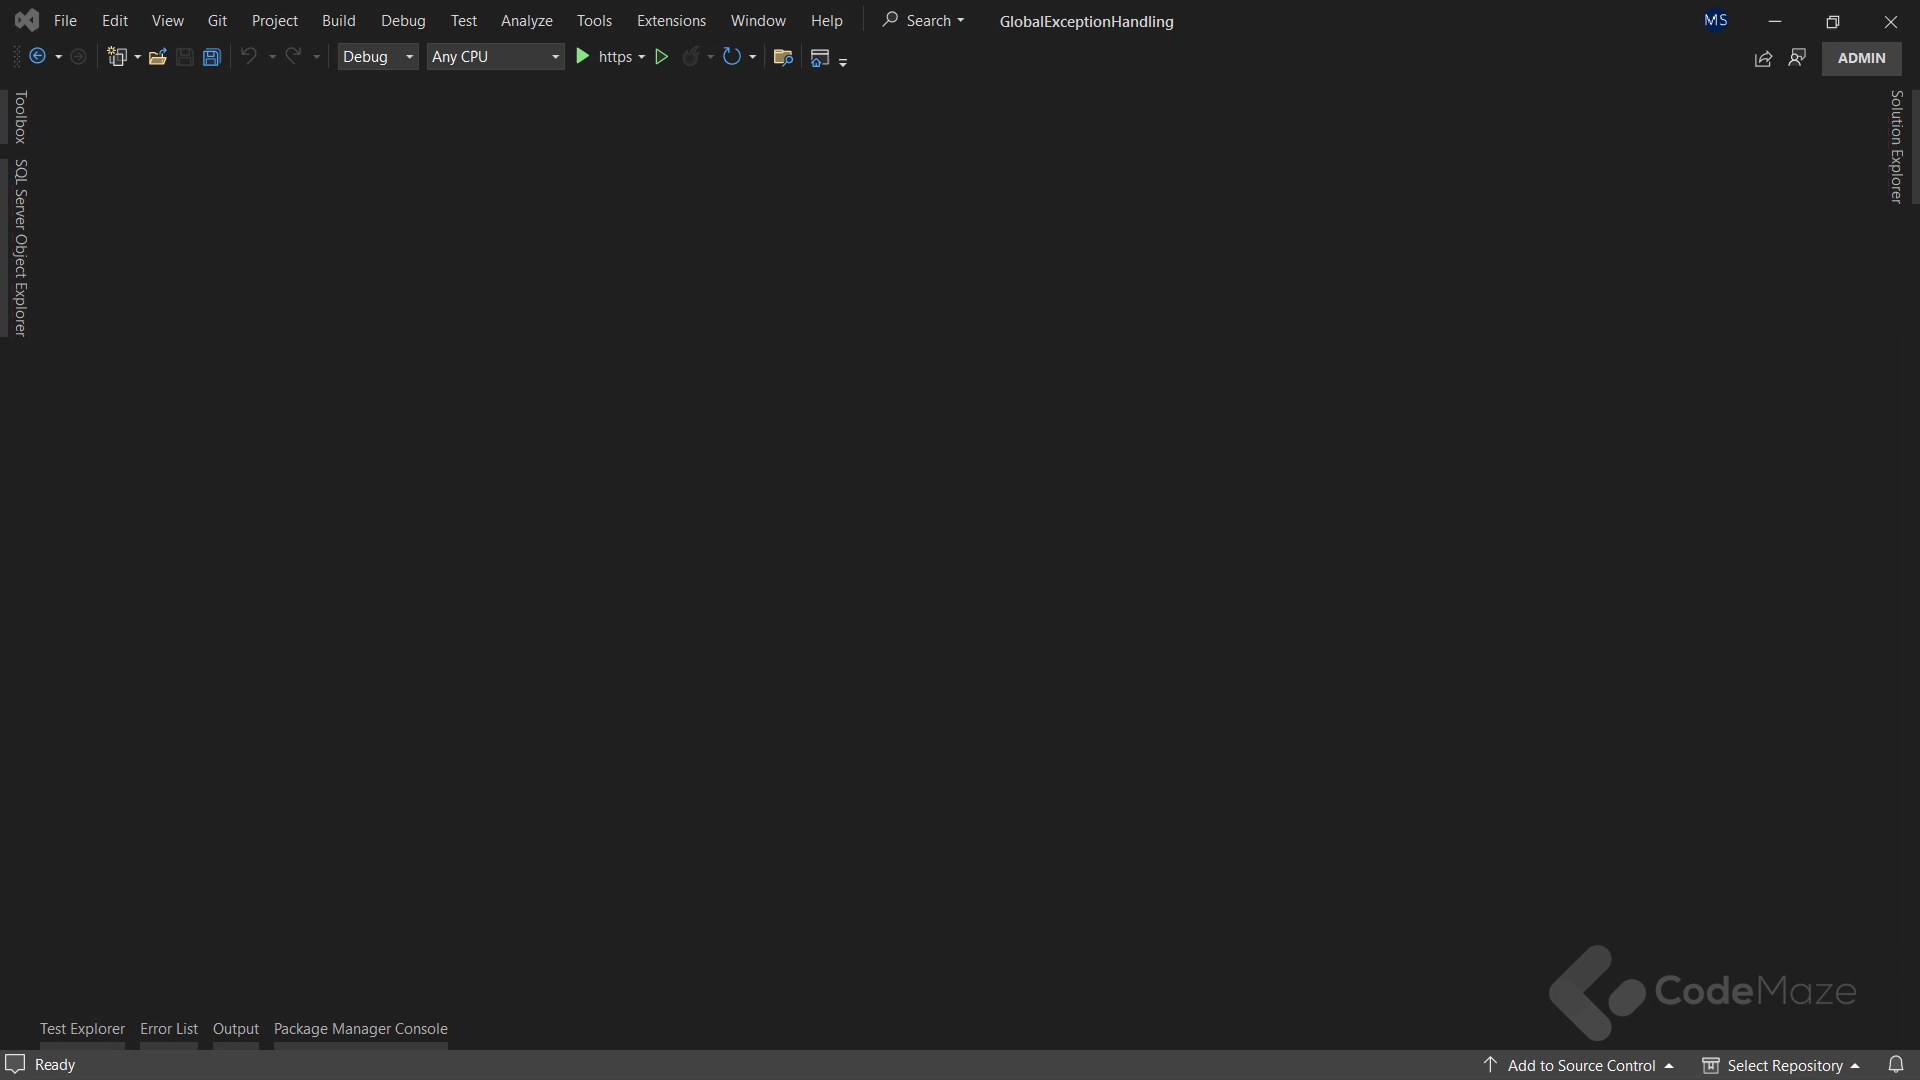 File Edit View Git Project Build Debug Test Analyze Tools Extensions Window Help Search GlobalExceptionHandling MS
Debug Any CPU https ADMIN
Toolbox
SQL Server Object Explorer
Solution Explorer
CodeMaze
Test Explorer Error List Output Package Manager Console
Ready Add to Source Control Select Repository